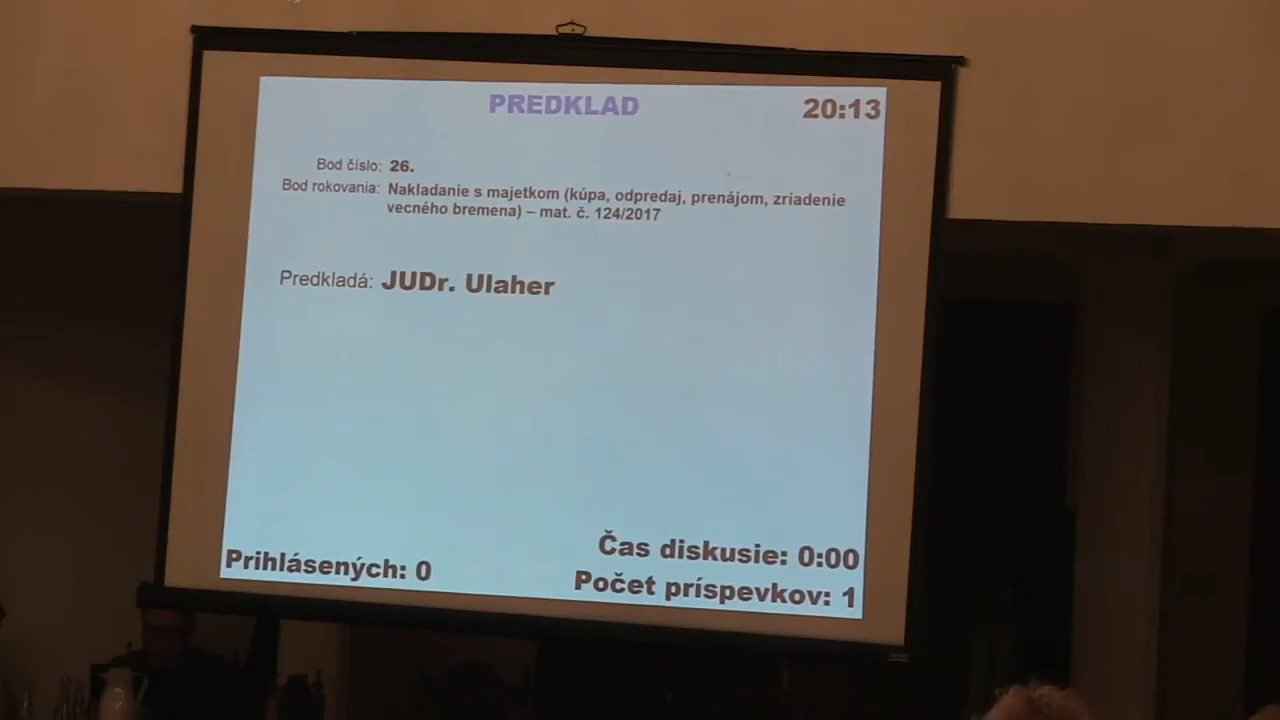 PREDKLAD
20:13
Bod číslo: 26.
Bod rokovania: Nakladanie s majetkom (kúpa, odpredaj, prenájom, zriadenie
vecného bremena) – mat. č. 124/2017
Predkladá: JUDr. Ulaher
Čas diskusie: 0:00
Prihlásených: 0
Počet príspevkov: 1